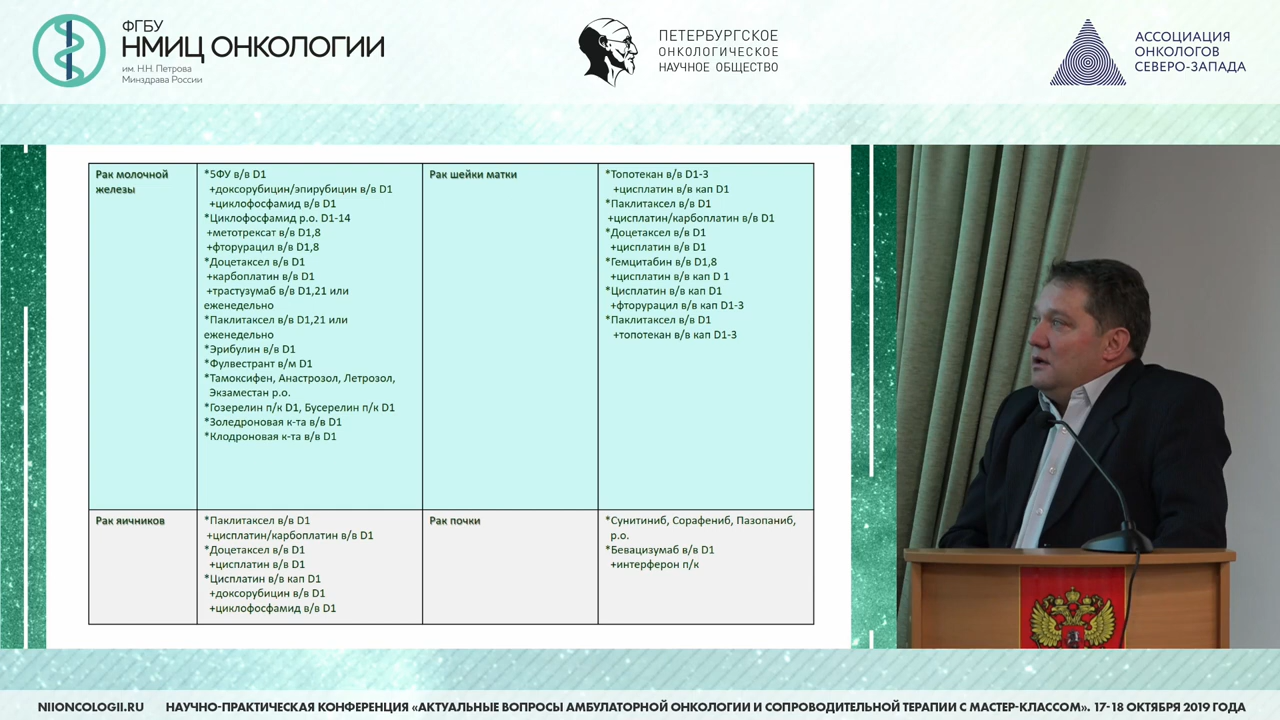 ФГБУ
НМИЦ ОНКОЛОГИИ
им. Н.Н. Петрова
Минздрава России
ПЕТЕРБУРГСКОЕ
ОНКОЛОГИЧЕСКОЕ
НАУЧНОЕ ОБЩЕСТВО
АССОЦИАЦИЯ
ОНКОЛОГОВ
СЕВЕРО-ЗАПАДА
Рак молочной
железы
*5ФУ в/в D1
+доксорубицин/эпирубицин в/в D1
+циклофосфамид в/в D1
*Циклофосфамид р.о. D1-14
+метотрексат в/в D1,8
+фторурацил в/в D1,8
*Доцетаксел в/в D1
+карбоплатин в/в D1
+трастузумаб в/в D1,21 или
еженедельно
*Паклитаксел в/в D1,21 или
еженедельно
*Эрибулин в/в D1
*Фулвестрант в/м D1
*Тамоксифен, Анастрозол, Летрозол,
Экзаместан р.о.
*Гозерелин п/к D1, Бусерелин п/к D1
*Золедроновая к-та в/в D1
*Клодроновая к-та в/в D1
Рак шейки матки
*Топотекан в/в D1-3
+цисплатин в/в кап D1
*Паклитаксел в/в D1
+цисплатин/карбоплатин в/в D1
*Доцетаксел в/в D1
+цисплатин в/в D1
*Гемцитабин в/в D1,8
+цисплатин в/в кап D 1
*Цисплатин в/в кап D1
+фторурацил в/в кап D1-3
*Паклитаксел в/в D1
+топотекан в/в кап D1-3
Рак яичников
*Паклитаксел в/в D1
+цисплатин/карбоплатин в/в D1
*Доцетаксел в/в D1
+цисплатин в/в D1
*Цисплатин в/в кап D1
+доксорубицин в/в D1
+циклофосфамид в/в D1
Рак почки
*Сунитиниб, Сорафениб, Пазопаниб,
р.о.
*Бевацизумаб в/в D1
+интерферон п/к
NIIONCOLOGII.RU НАУЧНО-ПРАКТИЧЕСКАЯ КОНФЕРЕНЦИЯ «АКТУАЛЬНЫЕ ВОПРОСЫ АМБУЛАТОРНОЙ ОНКОЛОГИИ И СОПРОВОДИТЕЛЬНОЙ ТЕРАПИИ С МАСТЕР-КЛАССОМ». 17-18 ОКТЯБРЯ 2019 ГОДА